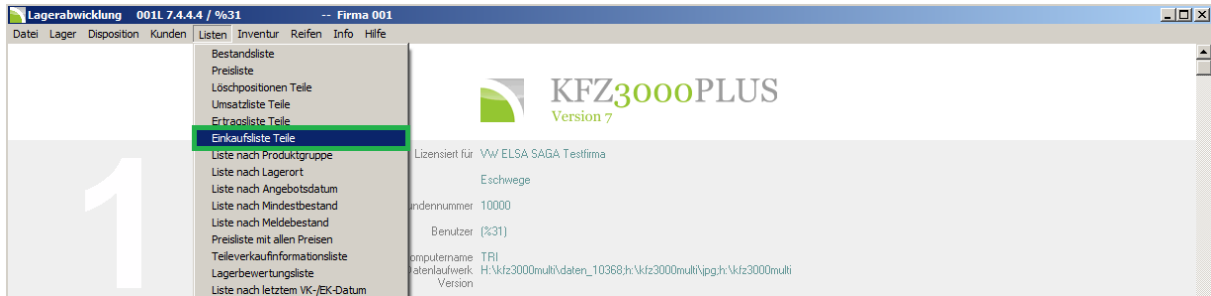 Lagerabwicklung 001L 7.4.4.4 / %31 -- Firma 001
Datei Lager Disposition Kunden Listen Inventur Reifen Info Hilfe
Bestandsliste
Preisliste
Löschpositionen Teile
Umsatzliste Teile
Ertragsliste Teile
Einkaufsliste Teile
Liste nach Produktgruppe
Liste nach Lagerort
Liste nach Angebotsdatum
Liste nach Mindestbestand
Liste nach Meldebestand
Preisliste mit allen Preisen
Teileverkaufinformationsliste
Lagerbewertungsliste
Liste nach letztem VK-/EK-Datum
KFZ3000PLUS
Version 7
1
Lizensiert für VW ELSA SAGA Testfirma
Eschwege
undennummer 10000
Benutzer (%31)
omputername TRI
atenlaufwerk H:\kfz3000multi\daten_10368;h:\kfz3000multi\jpg;h:\kfz3000multi
Version